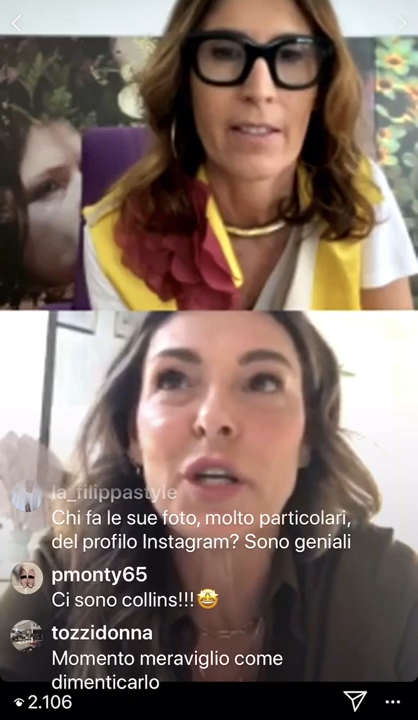 la_filippastyle
Chi fa le sue foto, molto particolari,
del profilo Instagram? Sono geniali
pmonty65
Ci sono collins!!!🤩
tozzidonna
Momento meraviglio come
dimenticarlo
2.106